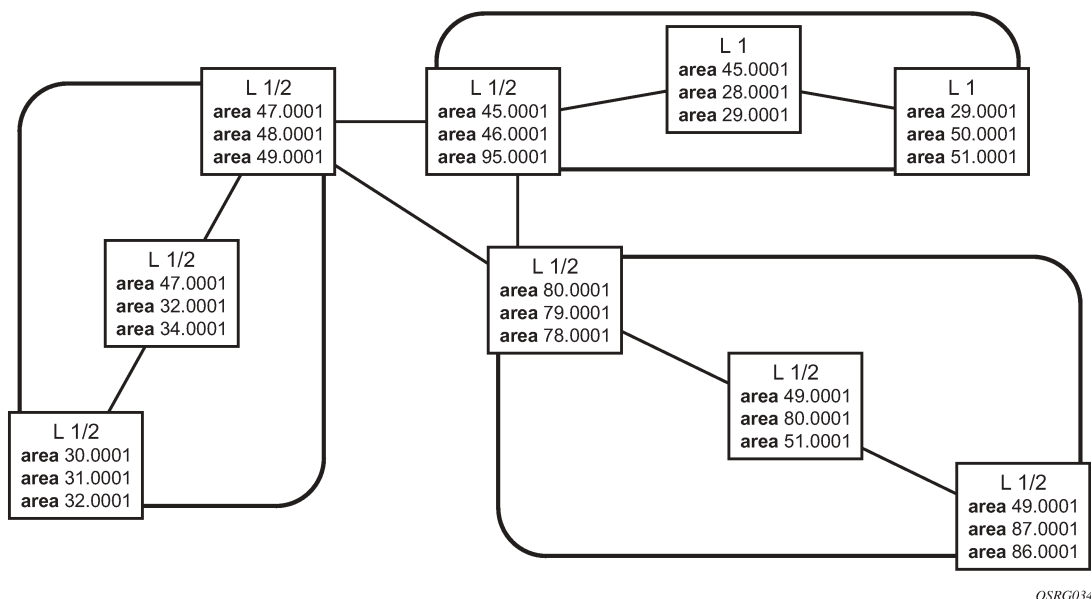 L 1/2
area 47.0001
area 48.0001
area 49.0001
L 1/2
area 45.0001
area 46.0001
area 95.0001
L 1
area 45.0001
area 28.0001
area 29.0001
L 1
area 29.0001
area 50.0001
area 51.0001
L 1/2
area 47.0001
area 32.0001
area 34.0001
L 1/2
area 80.0001
area 79.0001
area 78.0001
L 1/2
area 30.0001
area 31.0001
area 32.0001
L 1/2
area 49.0001
area 80.0001
area 51.0001
L 1/2
area 49.0001
area 87.0001
area 86.0001
OSRG034